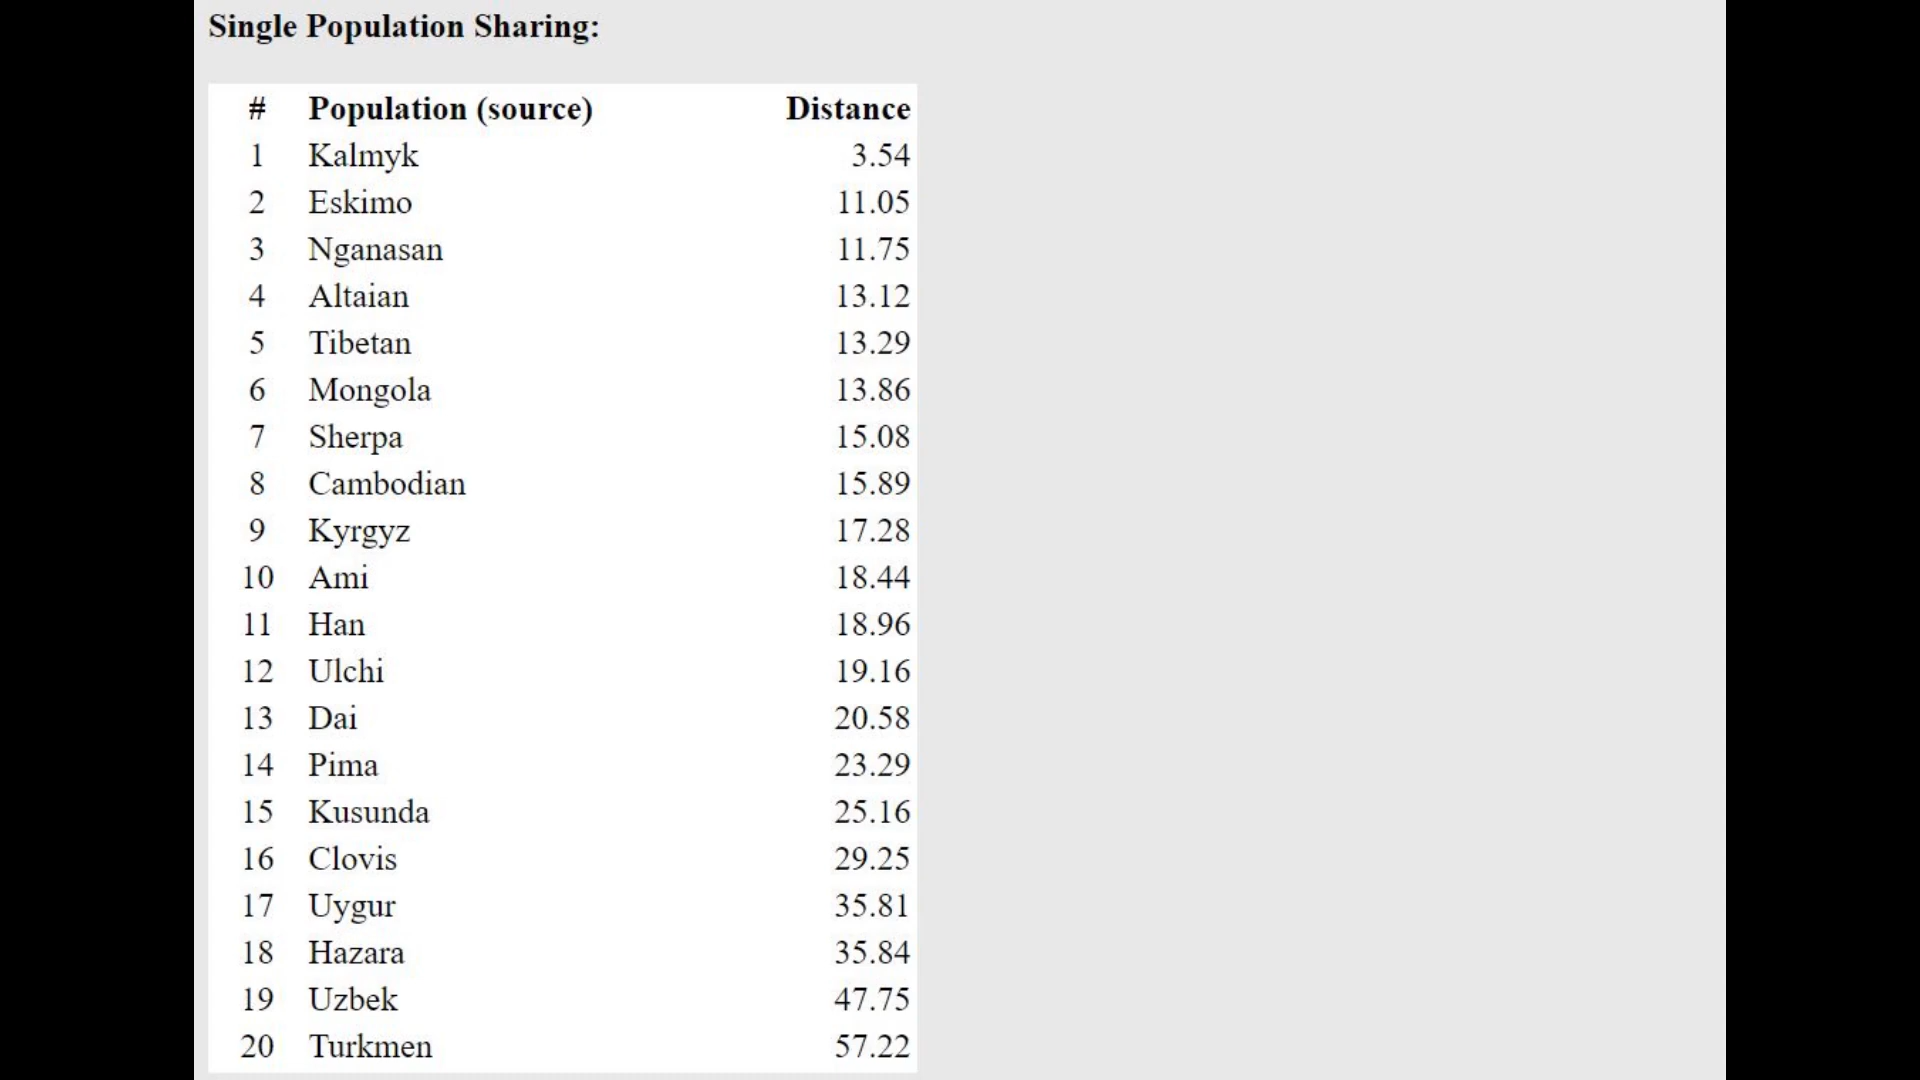 Single Population Sharing:
# Population (source) Distance
1 Kalmyk 3.54
2 Eskimo 11.05
3 Nganasan 11.75
4 Altaian 13.12
5 Tibetan 13.29
6 Mongola 13.86
7 Sherpa 15.08
8 Cambodian 15.89
9 Kyrgyz 17.28
10 Ami 18.44
11 Han 18.96
12 Ulchi 19.16
13 Dai 20.58
14 Pima 23.29
15 Kusunda 25.16
16 Clovis 29.25
17 Uygur 35.81
18 Hazara 35.84
19 Uzbek 47.75
20 Turkmen 57.22